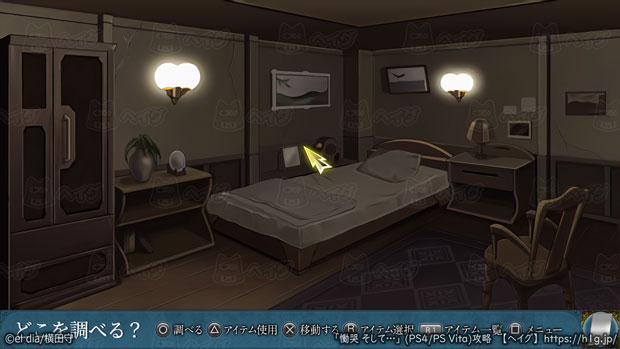 ヘイグ
どこを調べる?
調べる アイテム使用 移動する R アイテム選択 R1 アイテム一覧 メニュー
©el dia/横田守
『慟哭 そして…』(PS4/PS Vita)攻略 -【ヘイグ】https://h1g.jp/